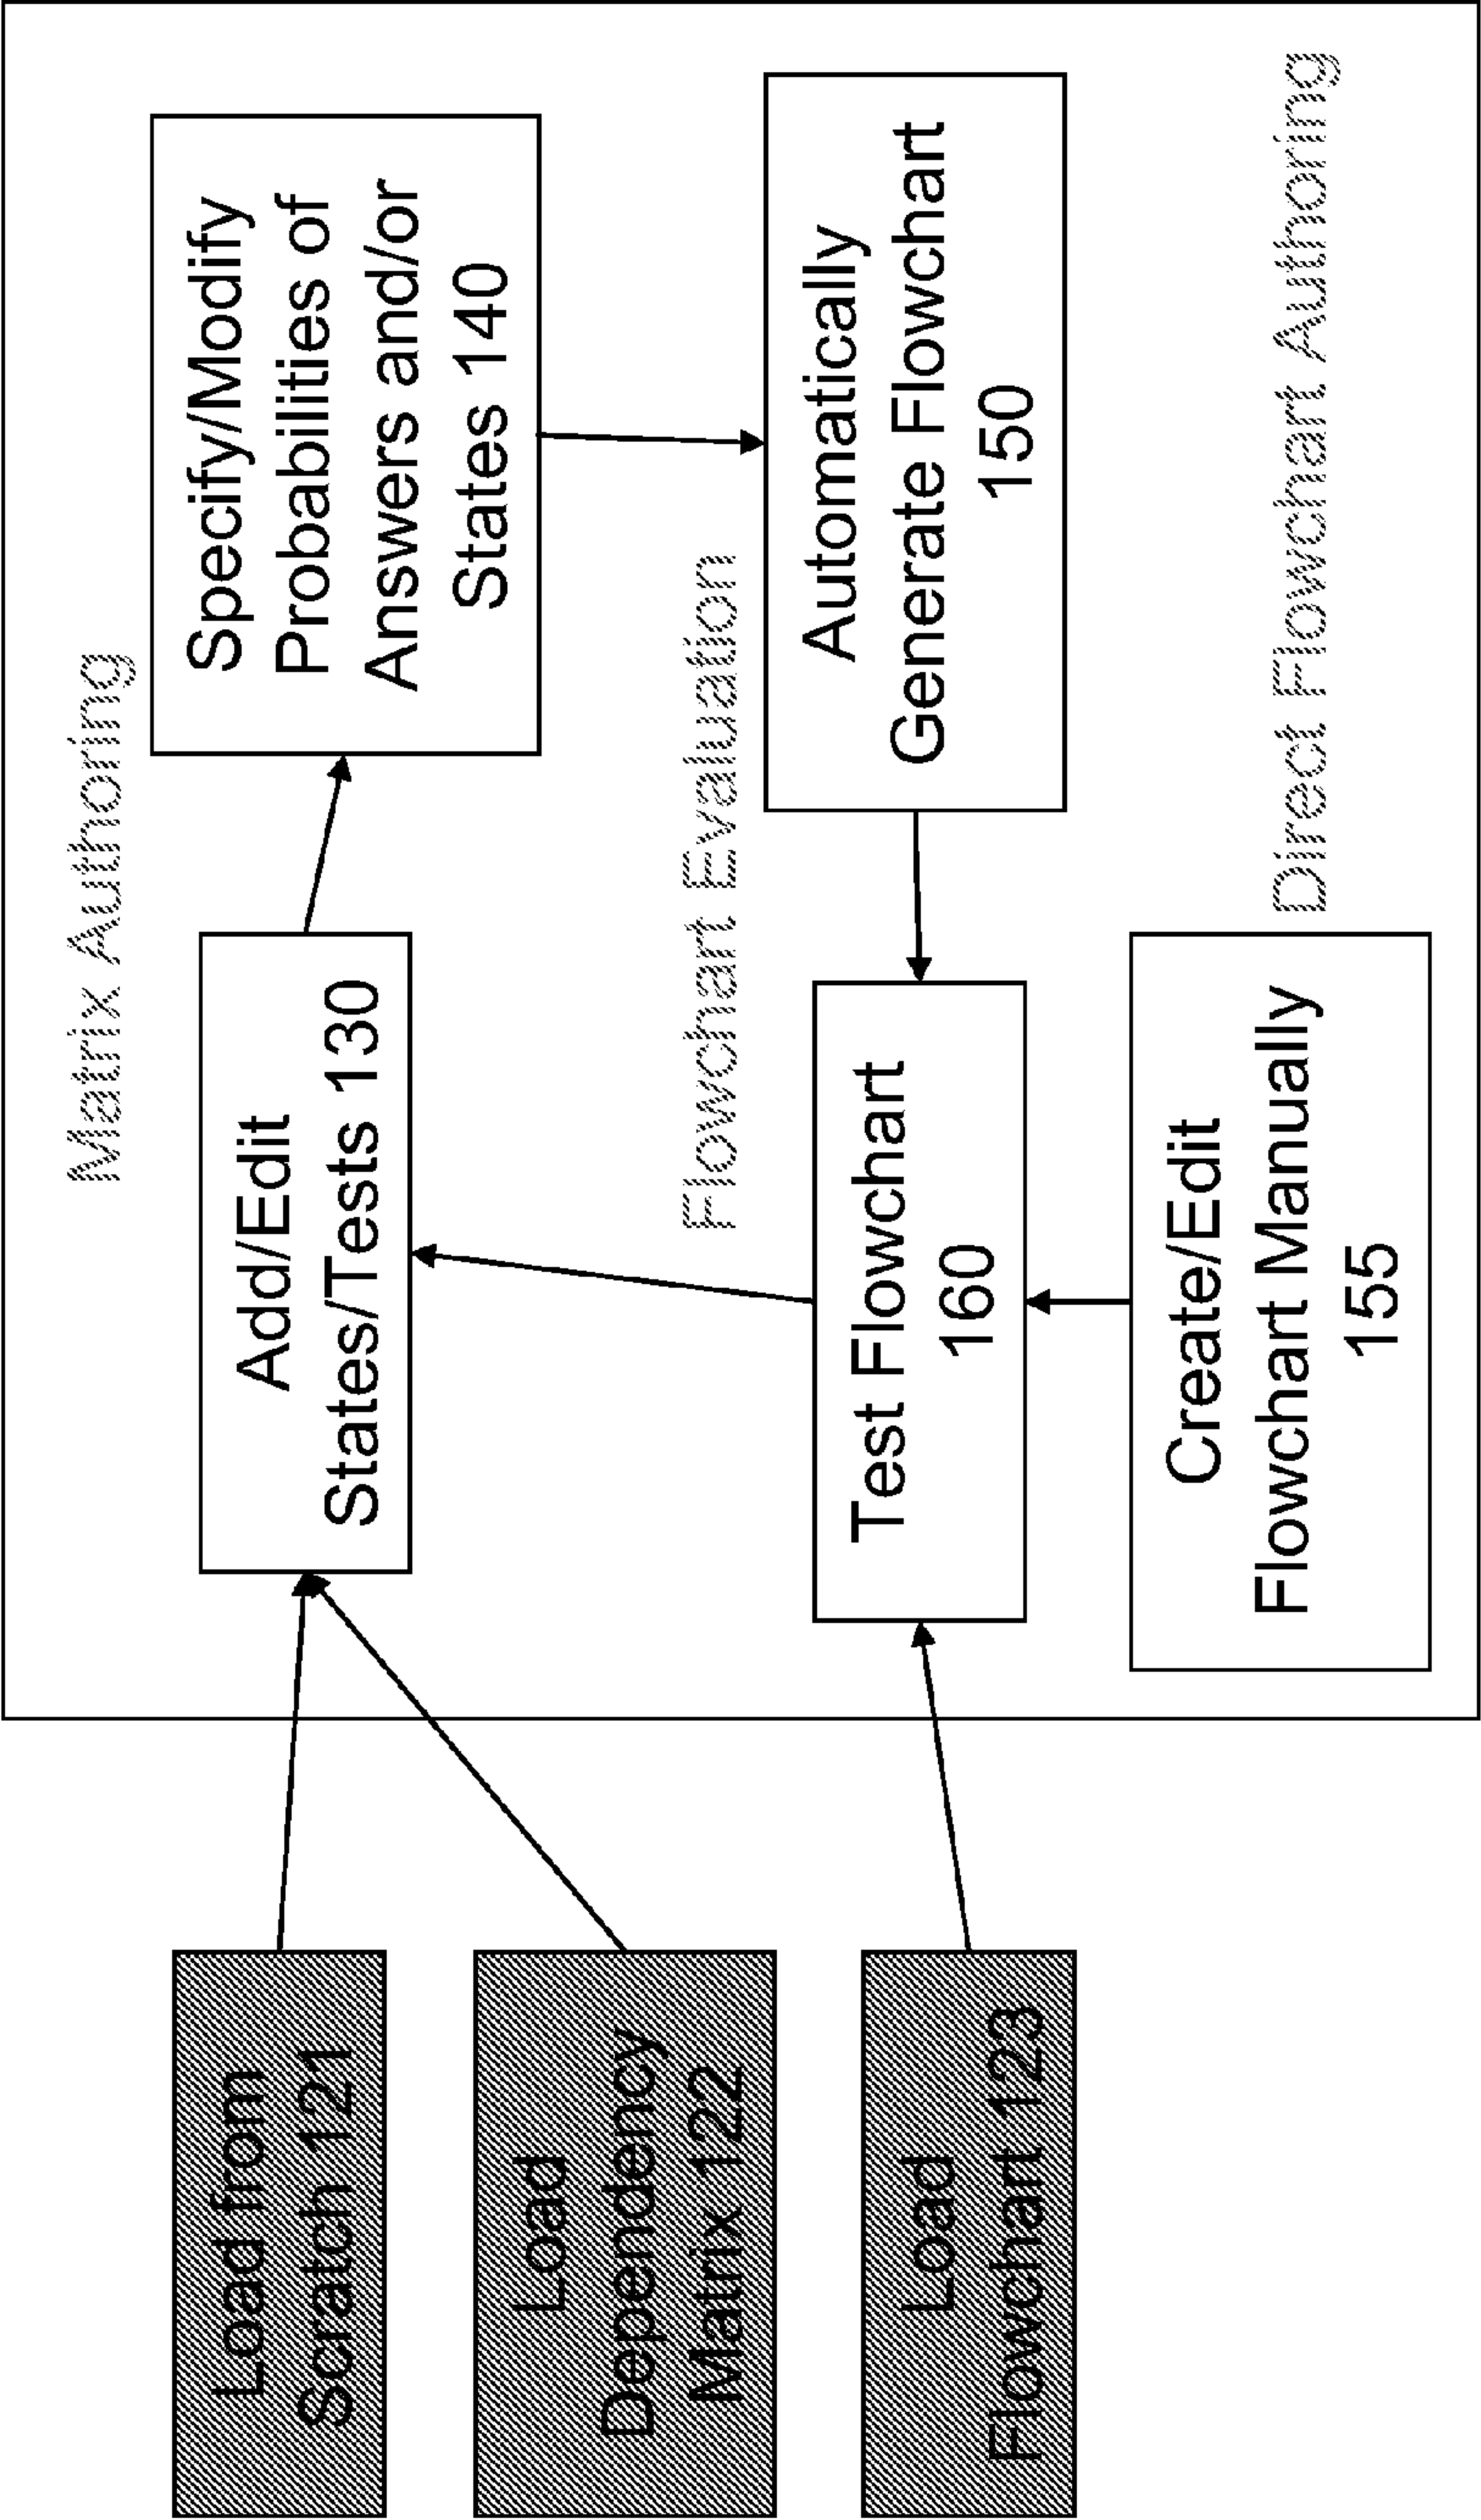 Matrix Authoring
Load from
Scratch 121
Add/Edit
States/Tests 130
Specify/Modify
Probabilities of
Answers and/or
States 140
Load
Dependency
Matrix 122
Flowchart Evaluation
Load
Flowchart 123
Test Flowchart
160
Automatically
Generate Flowchart
150
Create/Edit
Flowchart Manually
155
Direct Flowchart Authoring